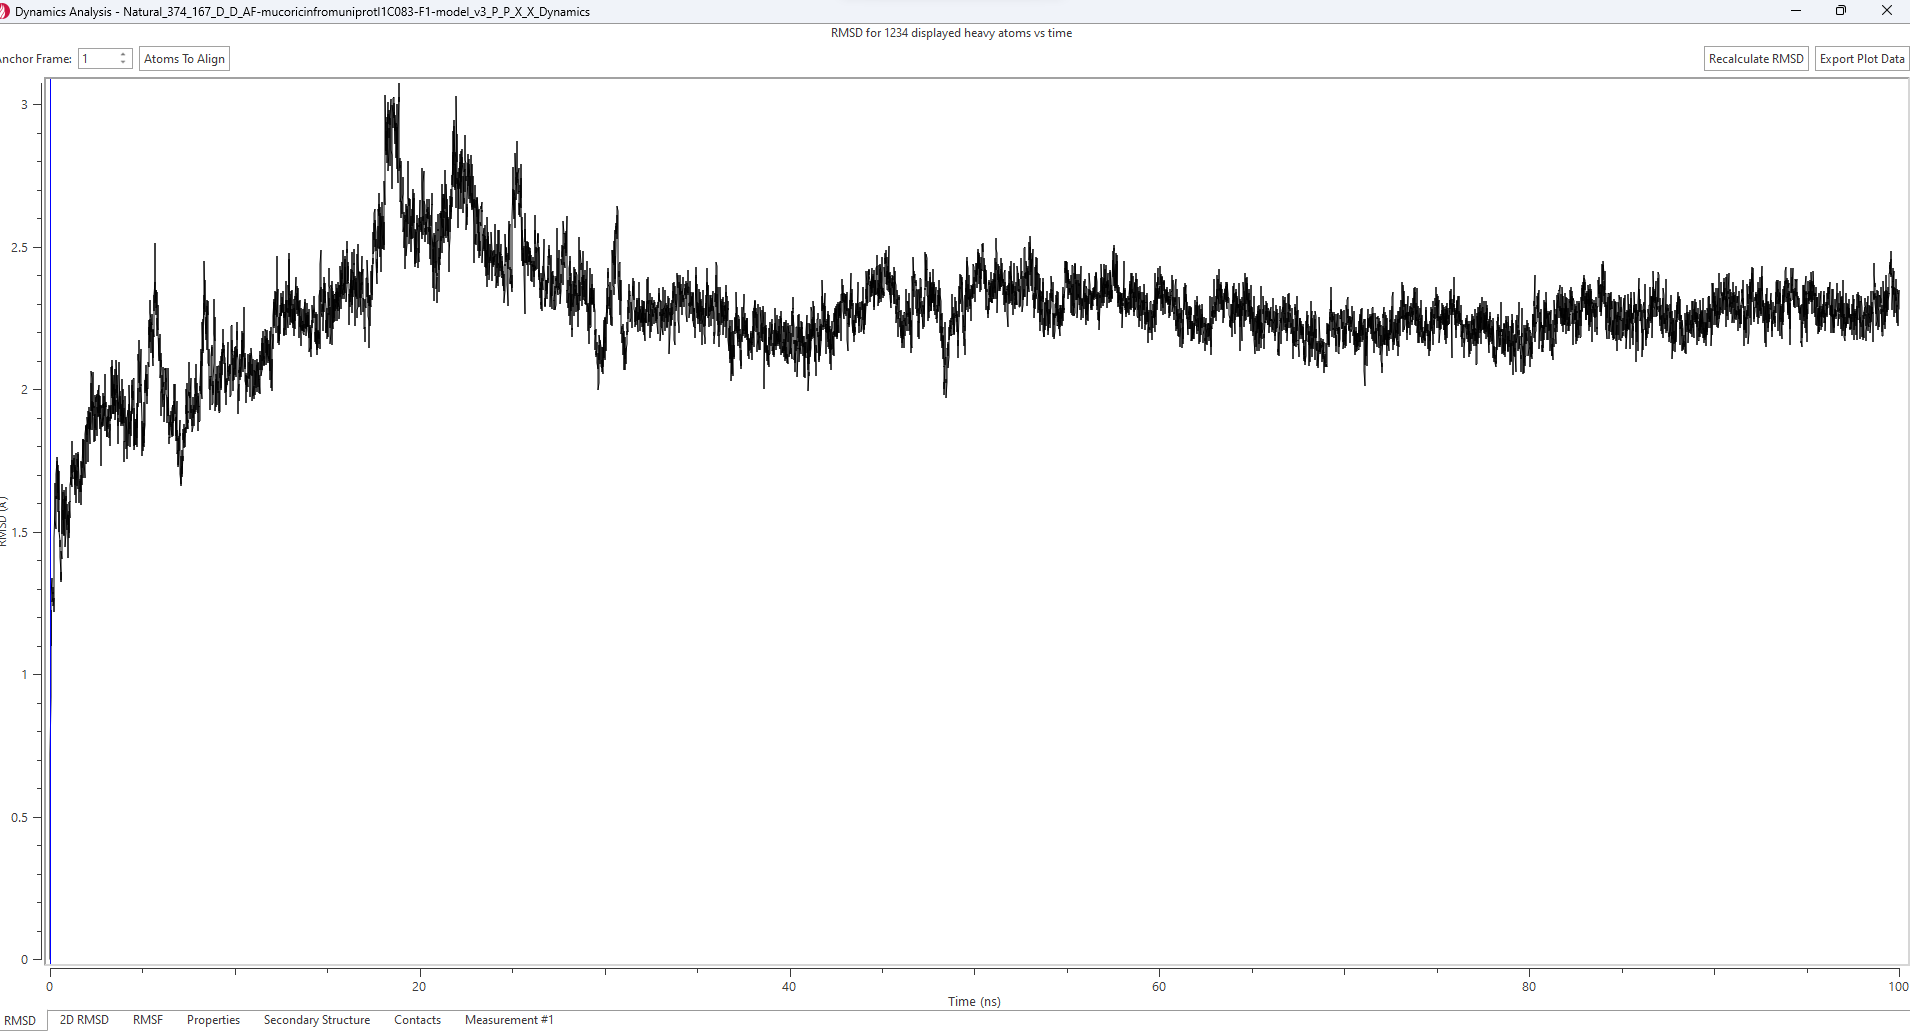 Dynamics Analysis - Natural_374_167_D_D_AF-mucoricinfromuniprotI1C083-F1-model_v3_P_P_X_X_Dynamics
RMSD for 1234 displayed heavy atoms vs time
nchor Frame: 1 Atoms To Align Recalculate RMSD Export Plot Data
3
2.5
2
1.5
1
0.5
0
RMSD (Å)
0 20 40 60 80 100
Time (ns)
RMSD 2D RMSD RMSF Properties Secondary Structure Contacts Measurement #1